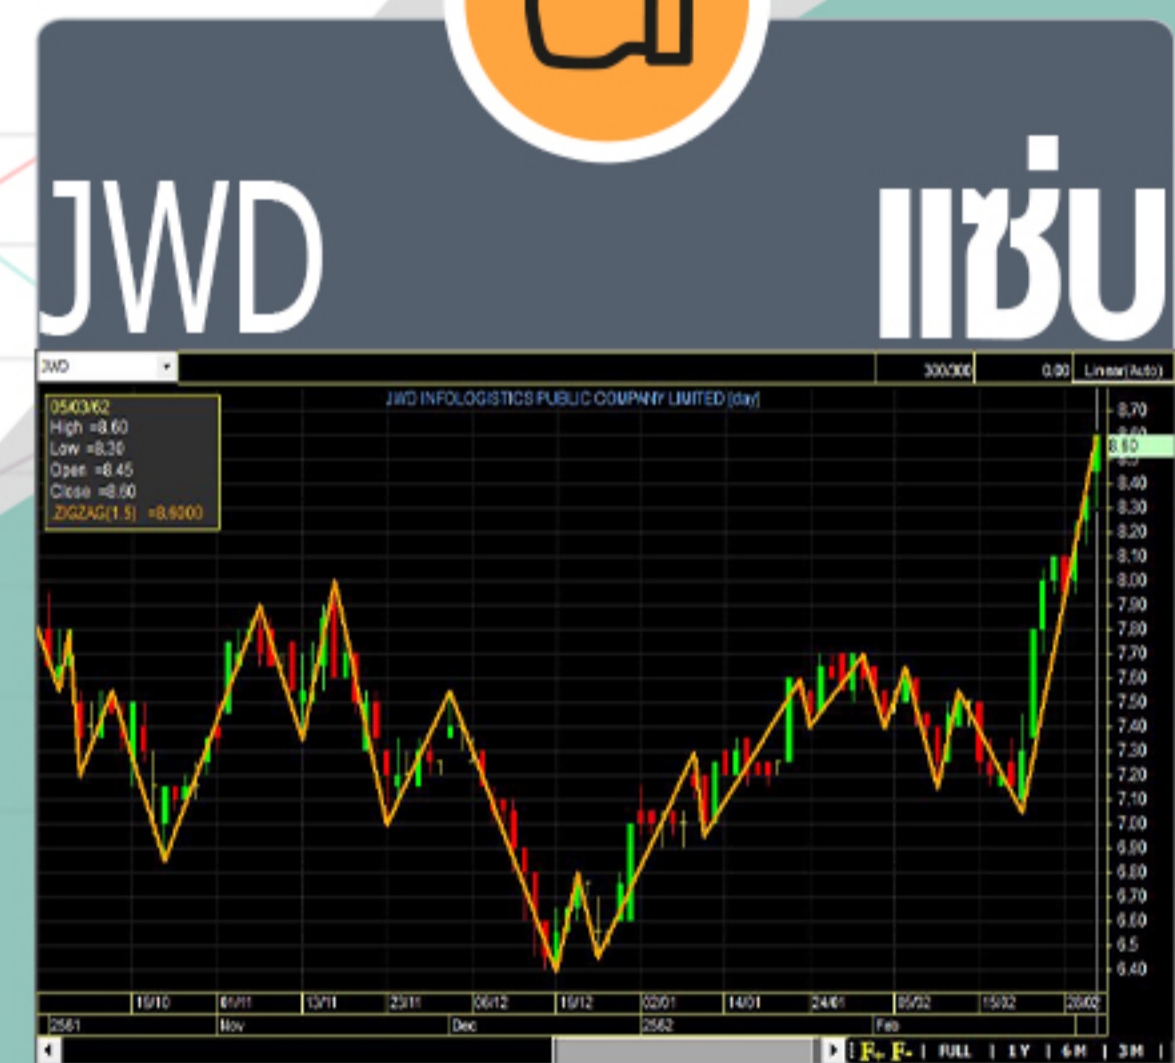 JWD
แซ่บ
JWD
300/300
0.00
Linear(Auto)
JWD INFOLOGISTICS PUBLIC COMPANY LIMITED [day]
05/03/62
High =8.60
Low =8.30
Open =8.45
Close =8.60
ZIGZAG(1.5) =8.6000
8.70
8.60
8.40
8.30
8.20
8.10
8.00
7.90
7.80
7.70
7.60
7.50
7.40
7.30
7.20
7.10
7.00
6.90
6.80
6.70
6.60
6.5
6.40
01/11 13/11 23/11 06/12 19/12 02/01 14/01 24/01 05/02 15/02 28/02
2561 Nov Dec 2562 Feb
F+ F- | FULL | 1Y | 6M | 3M |